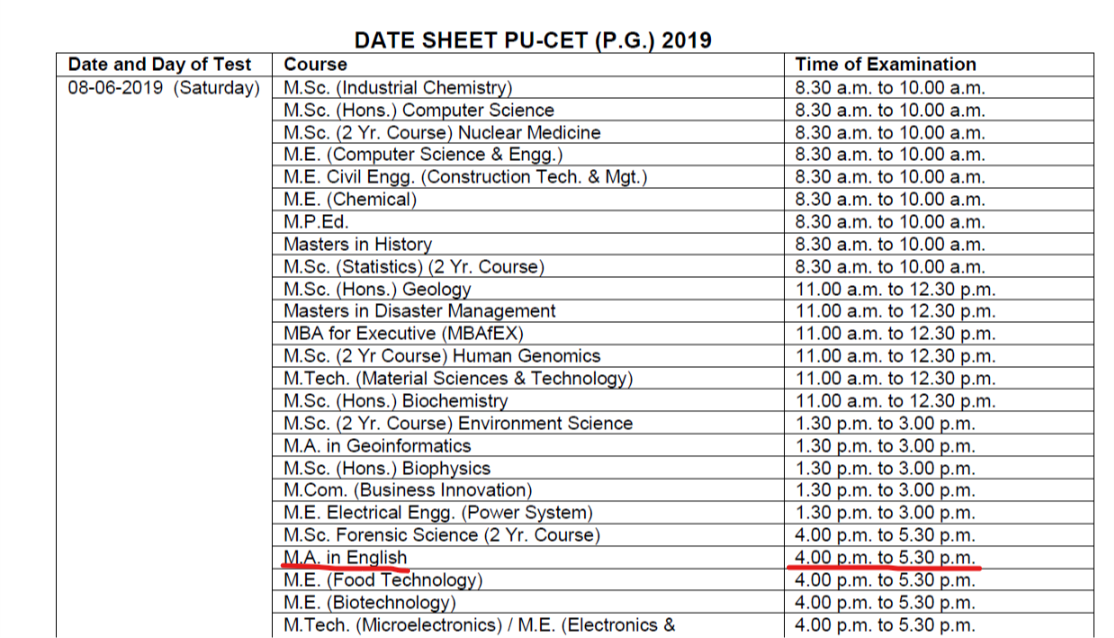 DATE SHEET PU-CET (P.G.) 2019
Date and Day of Test Course Time of Examination
08-06-2019 (Saturday) M.Sc. (Industrial Chemistry) 8.30 a.m. to 10.00 a.m.
M.Sc. (Hons.) Computer Science 8.30 a.m. to 10.00 a.m.
M.Sc. (2 Yr. Course) Nuclear Medicine 8.30 a.m. to 10.00 a.m.
M.E. (Computer Science & Engg.) 8.30 a.m. to 10.00 a.m.
M.E. Civil Engg. (Construction Tech. & Mgt.) 8.30 a.m. to 10.00 a.m.
M.E. (Chemical) 8.30 a.m. to 10.00 a.m.
M.P.Ed. 8.30 a.m. to 10.00 a.m.
Masters in History 8.30 a.m. to 10.00 a.m.
M.Sc. (Statistics) (2 Yr. Course) 8.30 a.m. to 10.00 a.m.
M.Sc. (Hons.) Geology 11.00 a.m. to 12.30 p.m.
Masters in Disaster Management 11.00 a.m. to 12.30 p.m.
MBA for Executive (MBAfEX) 11.00 a.m. to 12.30 p.m.
M.Sc. (2 Yr Course) Human Genomics 11.00 a.m. to 12.30 p.m.
M.Tech. (Material Sciences & Technology) 11.00 a.m. to 12.30 p.m.
M.Sc. (Hons.) Biochemistry 11.00 a.m. to 12.30 p.m.
M.Sc. (2 Yr. Course) Environment Science 1.30 p.m. to 3.00 p.m.
M.A. in Geoinformatics 1.30 p.m. to 3.00 p.m.
M.Sc. (Hons.) Biophysics 1.30 p.m. to 3.00 p.m.
M.Com. (Business Innovation) 1.30 p.m. to 3.00 p.m.
M.E. Electrical Engg. (Power System) 1.30 p.m. to 3.00 p.m.
M.Sc. Forensic Science (2 Yr. Course) 4.00 p.m. to 5.30 p.m.
M.A. in English 4.00 p.m. to 5.30 p.m.
M.E. (Food Technology) 4.00 p.m. to 5.30 p.m.
M.E. (Biotechnology) 4.00 p.m. to 5.30 p.m.
M.Tech. (Microelectronics) / M.E. (Electronics & 4.00 p.m. to 5.30 p.m.